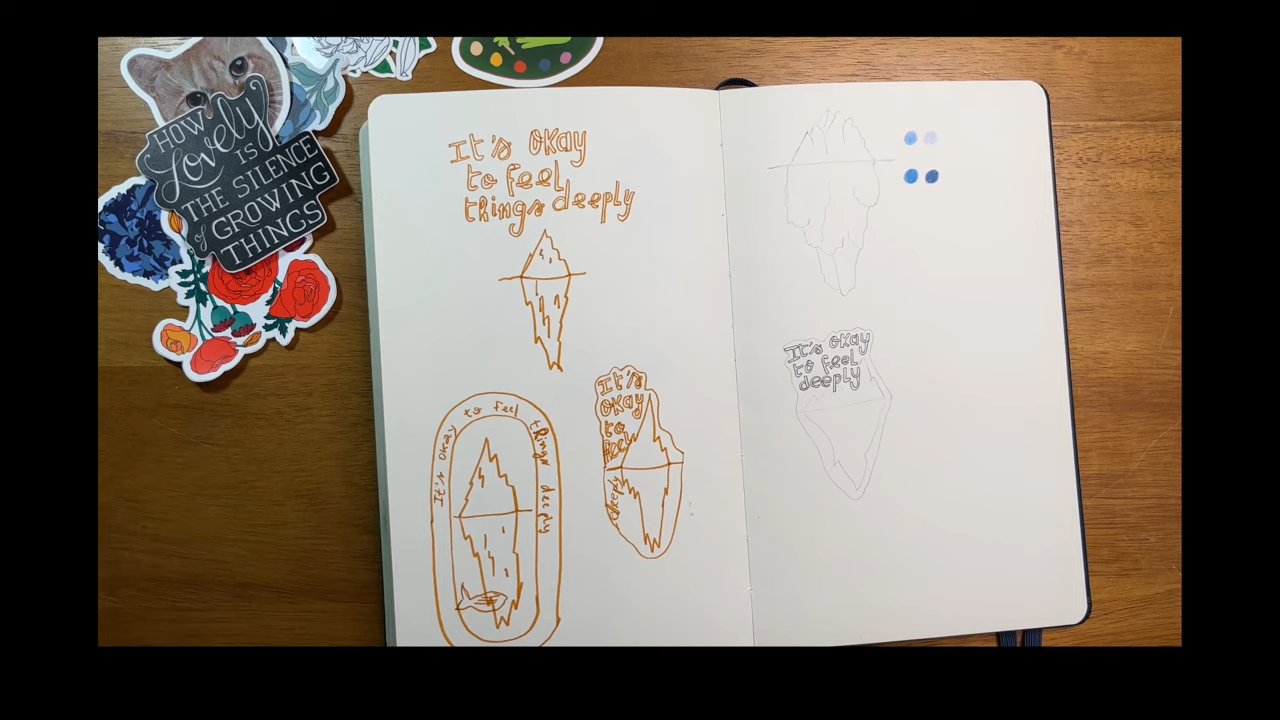 HOW
Lovely
IS
THE SILENCE
of GROWING
THINGS
It's okay
to feel
things deeply
It's okay to feel things deeply
It's
okay
to
feel
deeply
It's okay
to feel
deeply